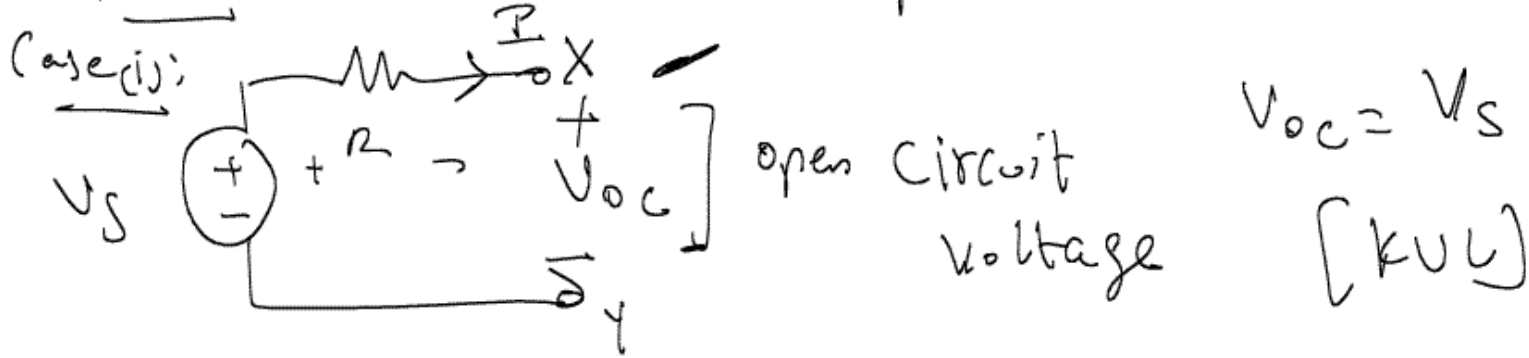 Case(i):
I
X
+
+ R -
Vs
+
-
Voc
-
Y
open circuit
voltage
Voc = Vs
[KVL]